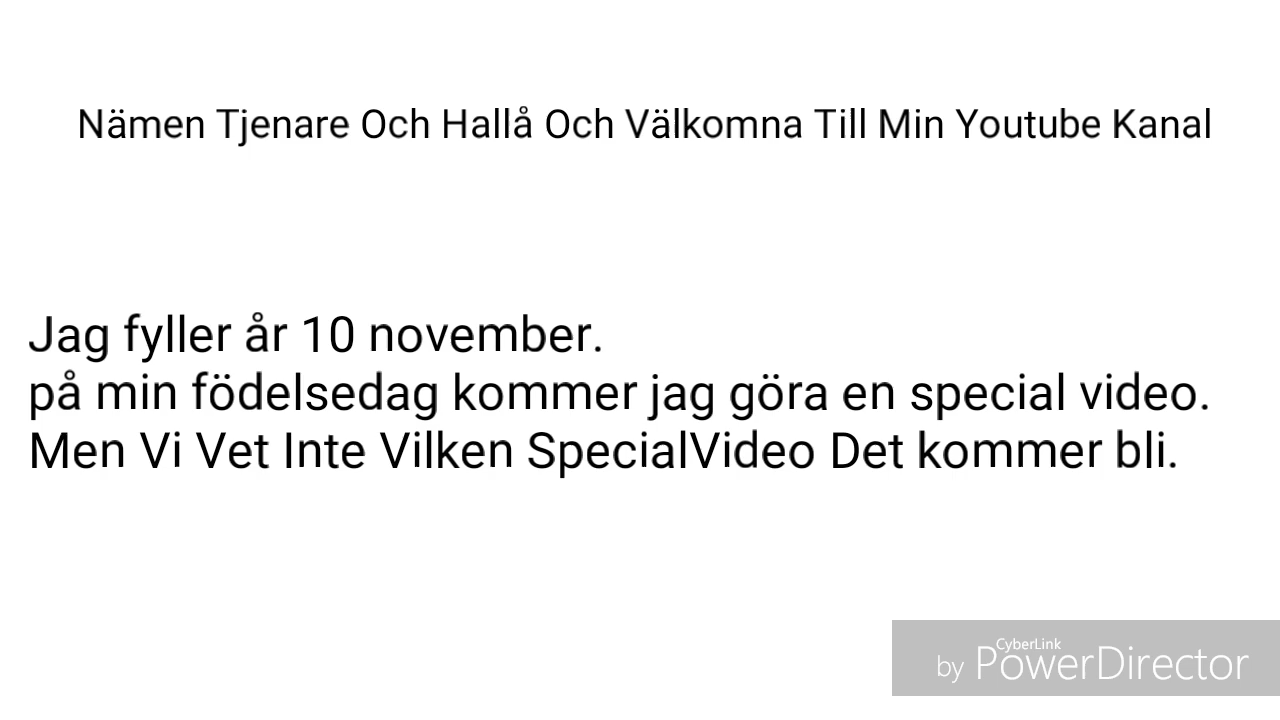 Nämen Tjenare Och Hallå Och Välkomna Till Min Youtube Kanal
Jag fyller år 10 november.
på min födelsedag kommer jag göra en special video.
Men Vi Vet Inte Vilken SpecialVideo Det kommer bli.
CyberLink
by PowerDirector